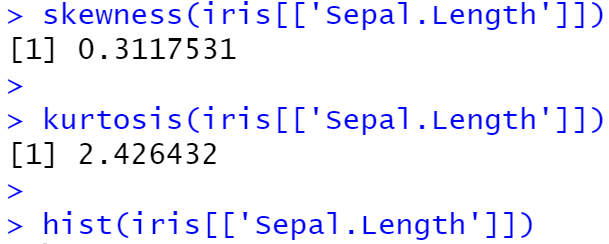 > skewness(iris[['Sepal.Length']])
[1] 0.3117531
>
> kurtosis(iris[['Sepal.Length']])
[1] 2.426432
>
> hist(iris[['Sepal.Length']])